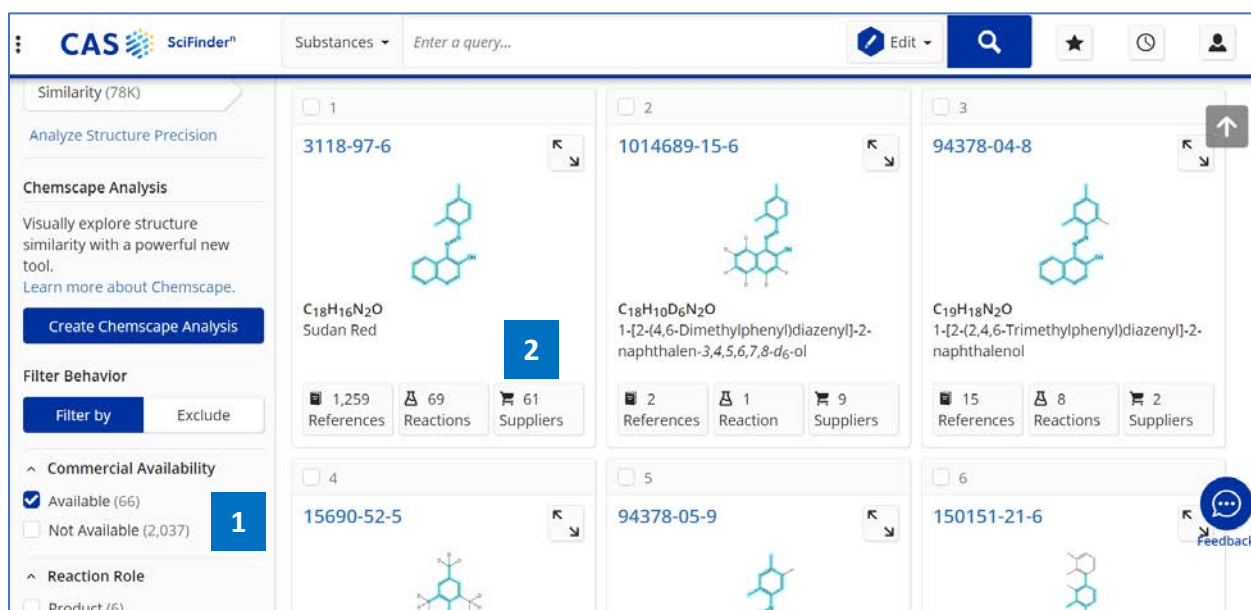 CAS SciFinderⁿ
Substances
Enter a query...
Edit
Similarity (78K)
Analyze Structure Precision
Chemscape Analysis
Visually explore structure
similarity with a powerful new
tool.
Learn more about Chemscape.
Create Chemscape Analysis
Filter Behavior
Filter by Exclude
Commercial Availability
Available (66)
Not Available (2,037)
1
Reaction Role
Product (6)
1
3118-97-6
C₁₈H₁₆N₂O
Sudan Red
2
1,259 References
69 Reactions
61 Suppliers
2
1014689-15-6
C₁₈H₁₀D₆N₂O
1-[2-(4,6-Dimethylphenyl)diazenyl]-2-
naphthalen-3,4,5,6,7,8-d₆-ol
2 References
1 Reaction
9 Suppliers
3
94378-04-8
C₁₉H₁₈N₂O
1-[2-(2,4,6-Trimethylphenyl)diazenyl]-2-
naphthalenol
15 References
8 Reactions
2 Suppliers
4
15690-52-5
5
94378-05-9
6
150151-21-6
Feedback